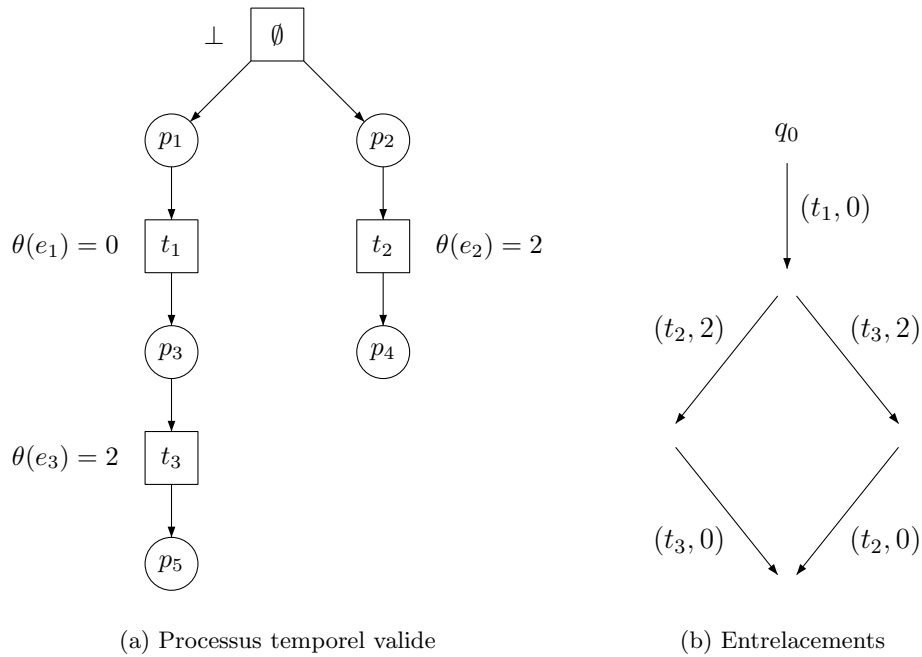 ⊥ ∅
p₁ p₂
q₀
(t₁, 0)
θ(e₁) = 0 t₁ t₂ θ(e₂) = 2
(t₂, 2) (t₃, 2)
p₃ p₄
θ(e₃) = 2 t₃
(t₃, 0) (t₂, 0)
p₅
(a) Processus temporel valide
(b) Entrelacements